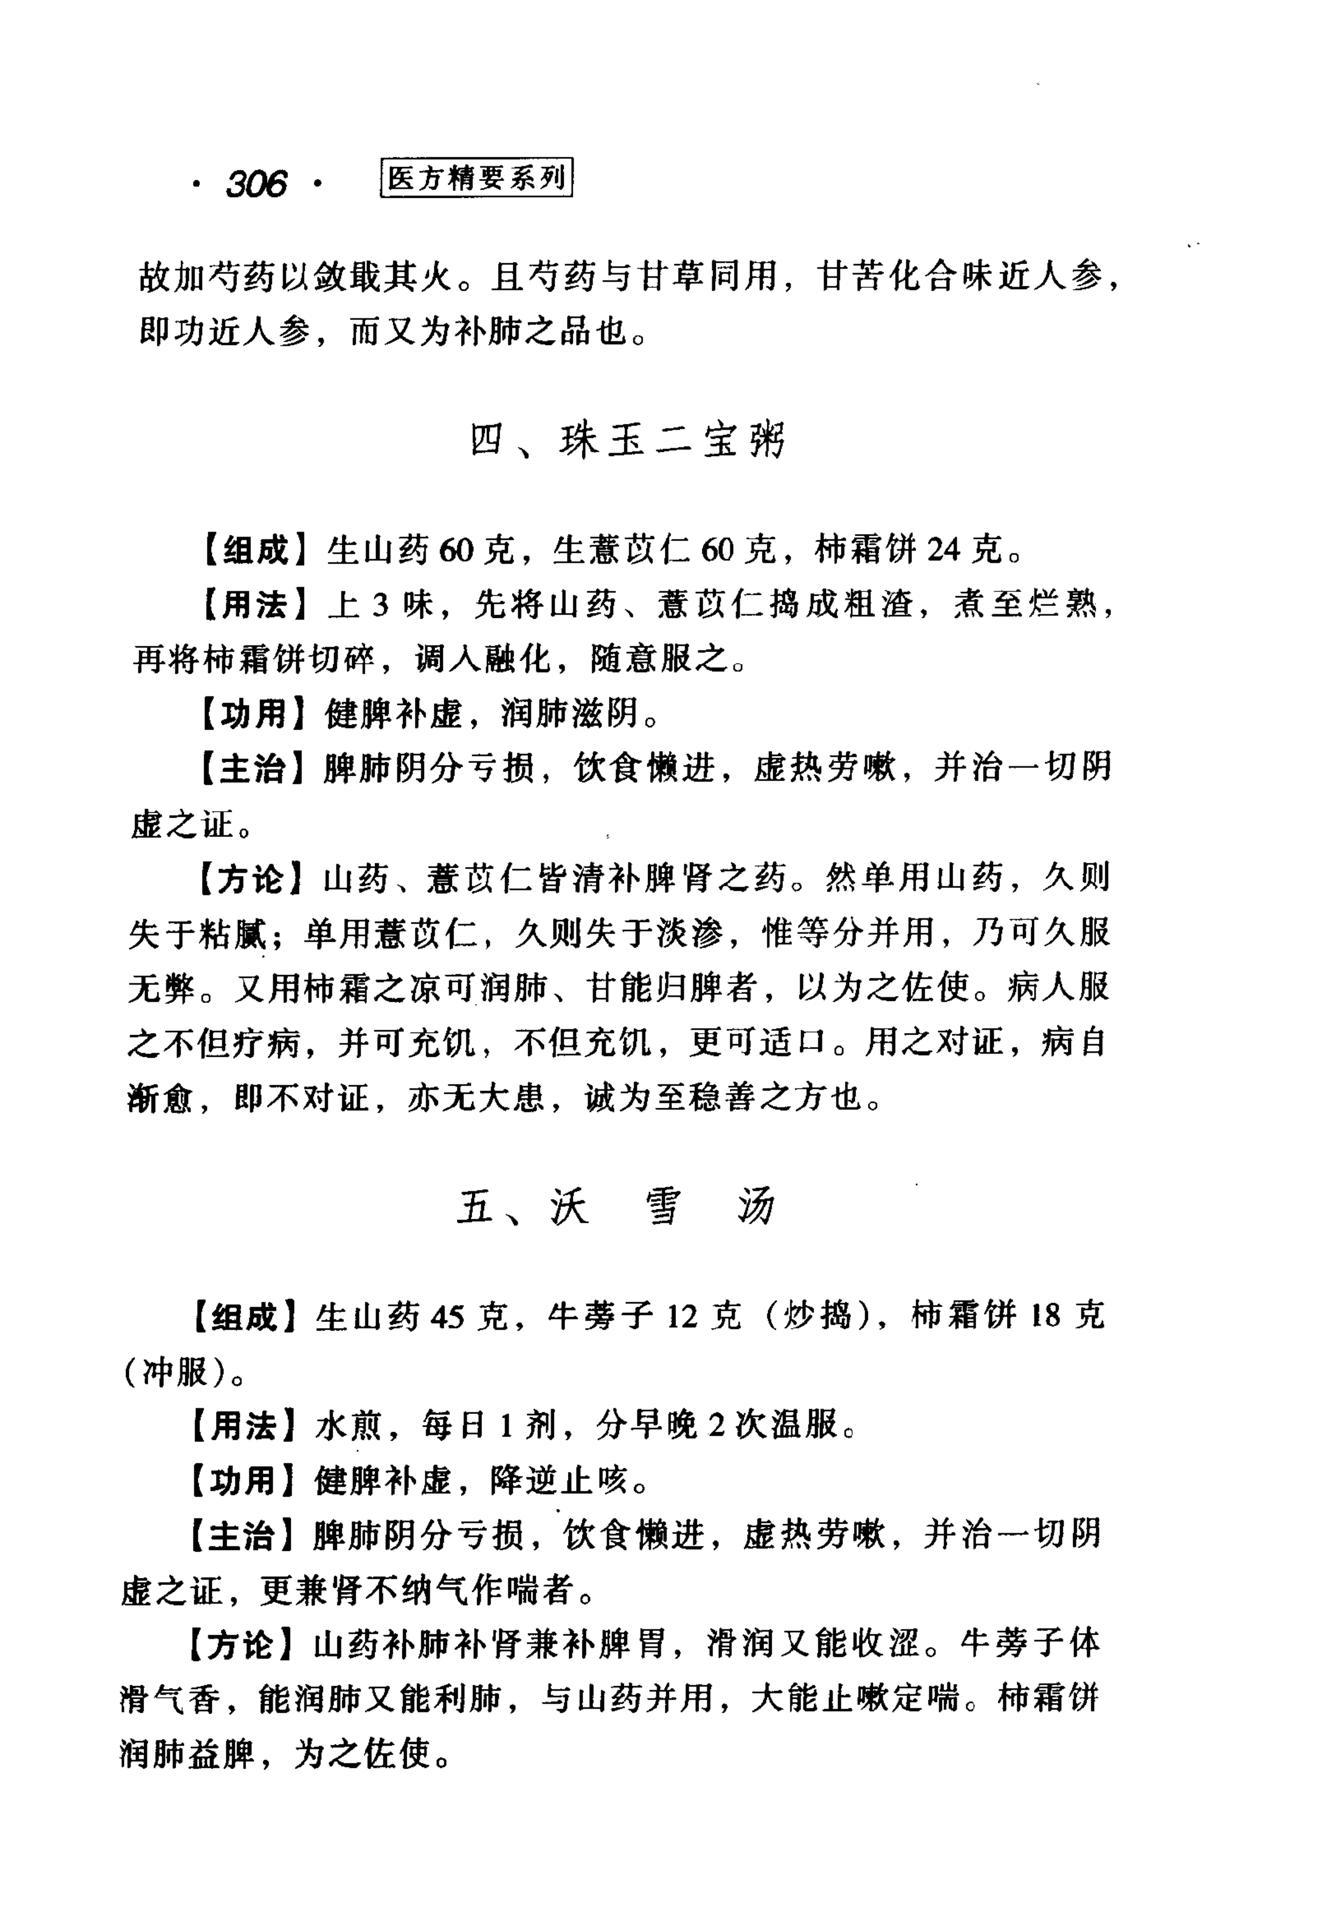 · 306 · 医方精要系列
故加芍药以敛戢其火。且芍药与甘草同用，甘苦化合味近人参，
即功近人参，而又为补肺之品也。
四、珠玉二宝粥
【组成】生山药60克，生薏苡仁60克，柿霜饼24克。
【用法】上3味，先将山药、薏苡仁捣成粗渣，煮至烂熟，
再将柿霜饼切碎，调入融化，随意服之。
【功用】健脾补虚，润肺滋阴。
【主治】脾肺阴分亏损，饮食懒进，虚热劳嗽，并治一切阴
虚之证。
【方论】山药、薏苡仁皆清补脾肾之药。然单用山药，久则
失于粘腻；单用薏苡仁，久则失于淡渗，惟等分并用，乃可久服
无弊。又用柿霜之凉可润肺、甘能归脾者，以为之佐使。病人服
之不但疗病，并可充饥，不但充饥，更可适口。用之对证，病自
渐愈，即不对证，亦无大患，诚为至稳善之方也。
五、沃 雪 汤
【组成】生山药45克，牛蒡子12克（炒捣），柿霜饼18克
（冲服）。
【用法】水煎，每日1剂，分早晚2次温服。
【功用】健脾补虚，降逆止咳。
【主治】脾肺阴分亏损，饮食懒进，虚热劳嗽，并治一切阴
虚之证，更兼肾不纳气作喘者。
【方论】山药补肺补肾兼补脾胃，滑润又能收涩。牛蒡子体
滑气香，能润肺又能利肺，与山药并用，大能止嗽定喘。柿霜饼
润肺益脾，为之佐使。